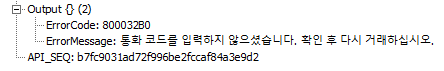 Output {} (2)
ErrorCode: 800032B0
ErrorMessage: 통화 코드를 입력하지 않으셨습니다. 확인 후 다시 거래하십시오.
API_SEQ: b7fc9031ad72f996be2fccaf84a3e9d2